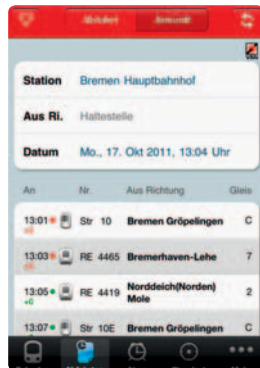 Abfahrt Ankunft
Station Bremen Hauptbahnhof
Aus Ri. Haltestelle
Datum Mo., 17. Okt 2011, 13:04 Uhr
An Nr. Aus Richtung Gleis
13:01 Str 10 Bremen Gröpelingen C
13:03 RE 4465 Bremerhaven-Lehe 7
13:05 RE 4419 Norddeich(Norden) Mole 2
+0
13:07 Str 10E Bremen Gröpelingen C